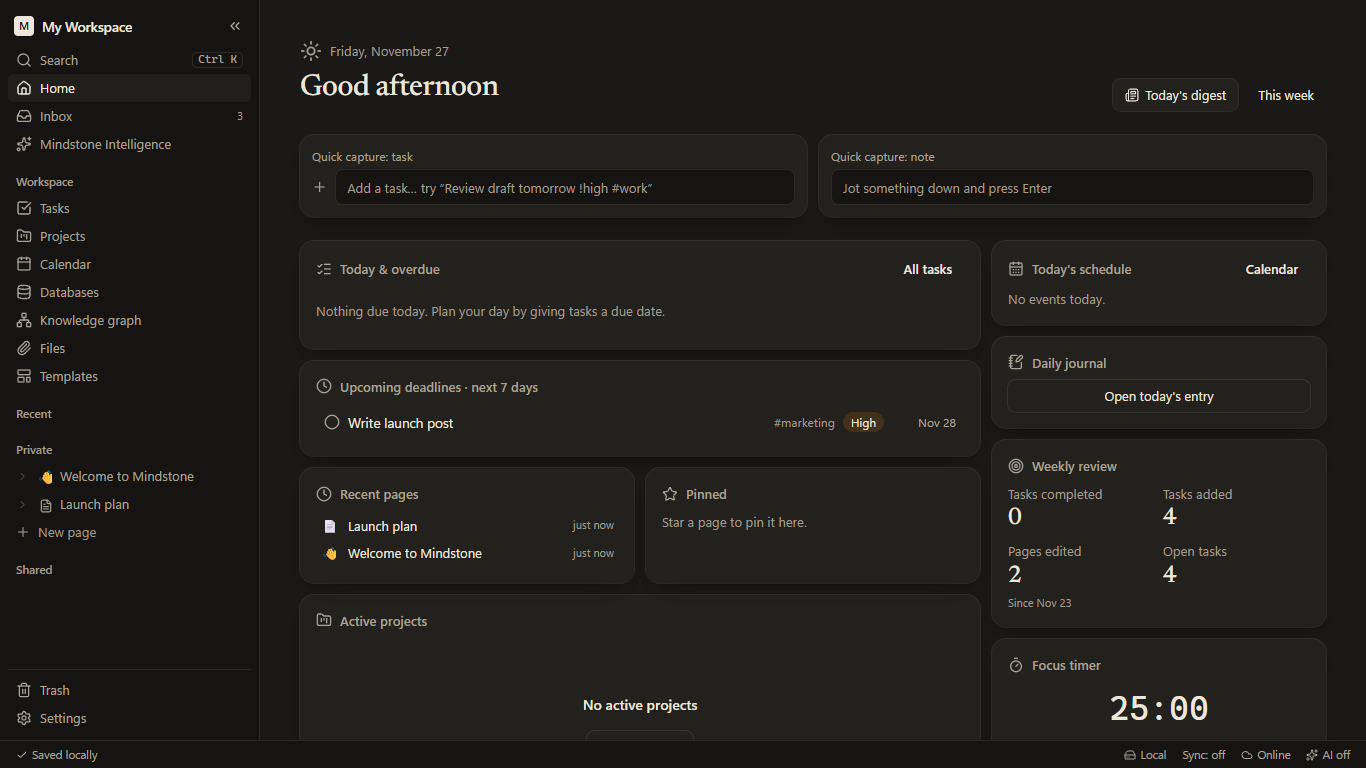 M My Workspace
Search Ctrl K
Home
Inbox 3
Mindstone Intelligence
Workspace
Tasks
Projects
Calendar
Databases
Knowledge graph
Files
Templates
Recent
Private
Welcome to Mindstone
Launch plan
New page
Shared
Trash
Settings
Friday, November 27
Good afternoon
Today's digest This week
Quick capture: task
Add a task... try “Review draft tomorrow !high #work”
Quick capture: note
Jot something down and press Enter
Today & overdue All tasks
Nothing due today. Plan your day by giving tasks a due date.
Upcoming deadlines · next 7 days
Write launch post #marketing High Nov 28
Recent pages
Launch plan just now
Welcome to Mindstone just now
Pinned
Star a page to pin it here.
Active projects
No active projects
Today's schedule Calendar
No events today.
Daily journal
Open today's entry
Weekly review
Tasks completed Tasks added
0 4
Pages edited Open tasks
2 4
Since Nov 23
Focus timer
25:00
Saved locally Local Sync: off Online AI off